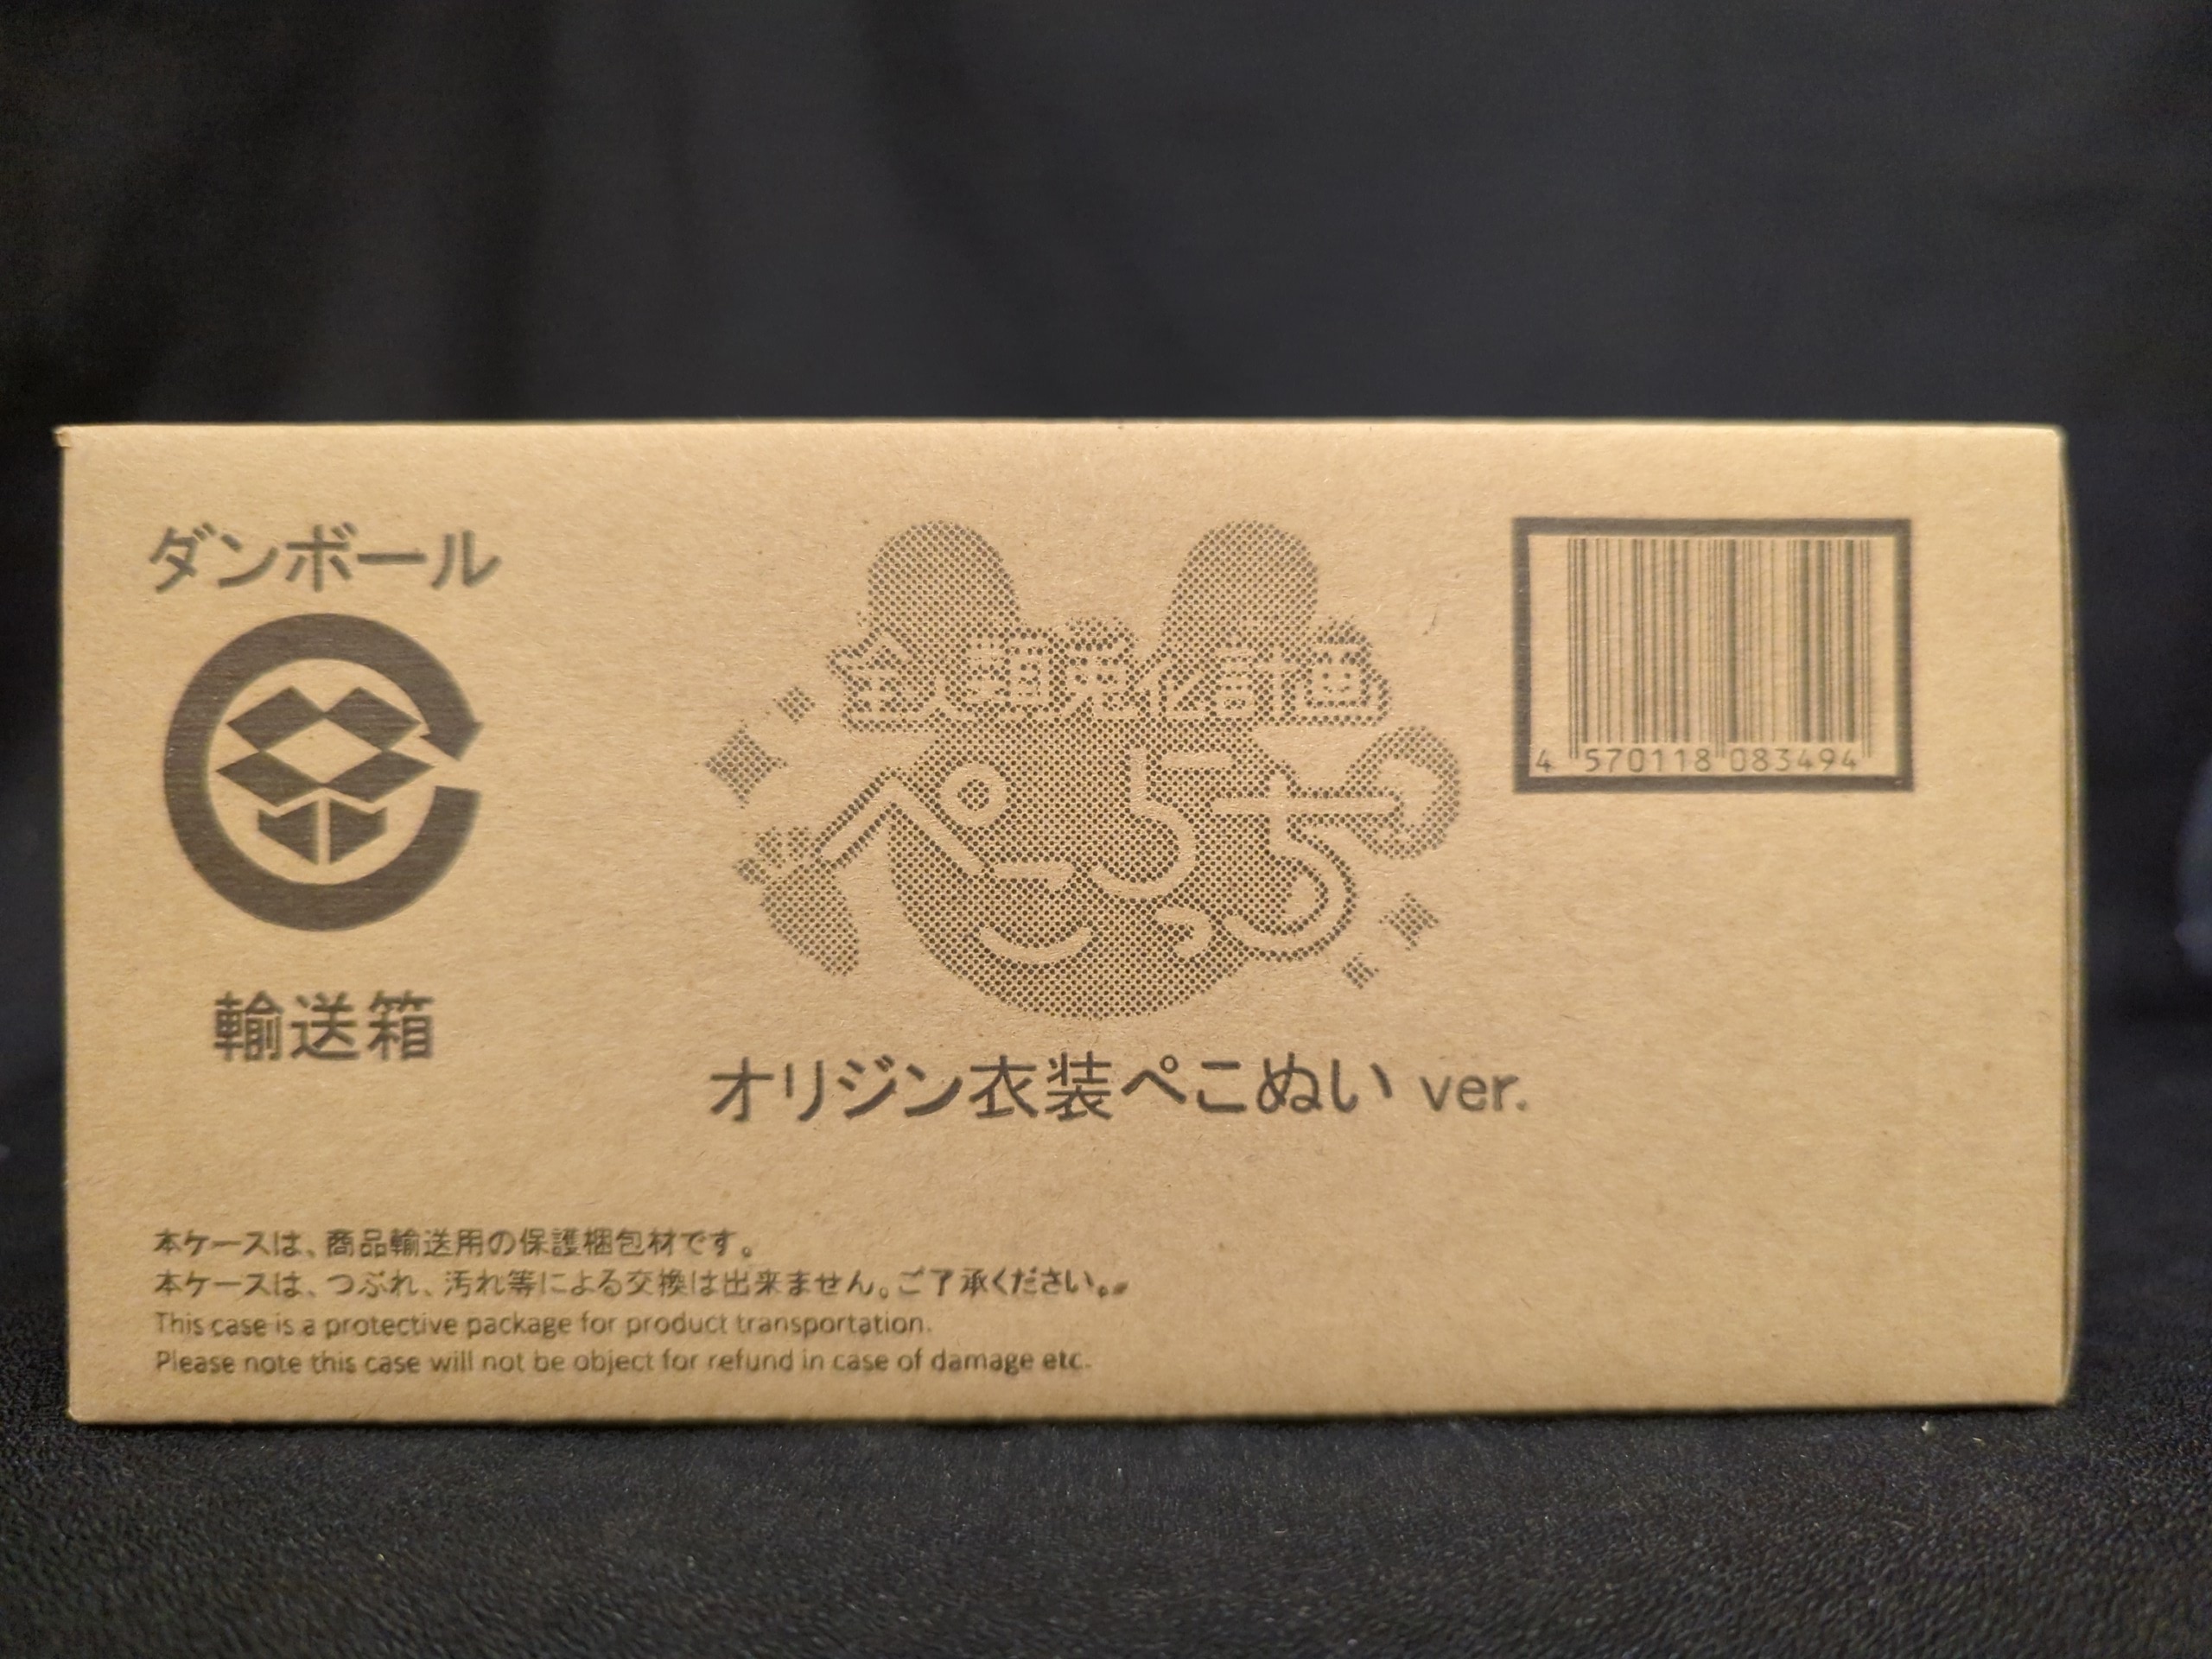 ダンボール
輸送箱
全人類兎化計画
ぺこらっち
オリジン衣装ぺこぬい ver.
4 570118 083494
本ケースは、商品輸送用の保護梱包材です。
本ケースは、つぶれ、汚れ等による交換は出来ません。ご了承ください。
This case is a protective package for product transportation.
Please note this case will not be object for refund in case of damage etc.